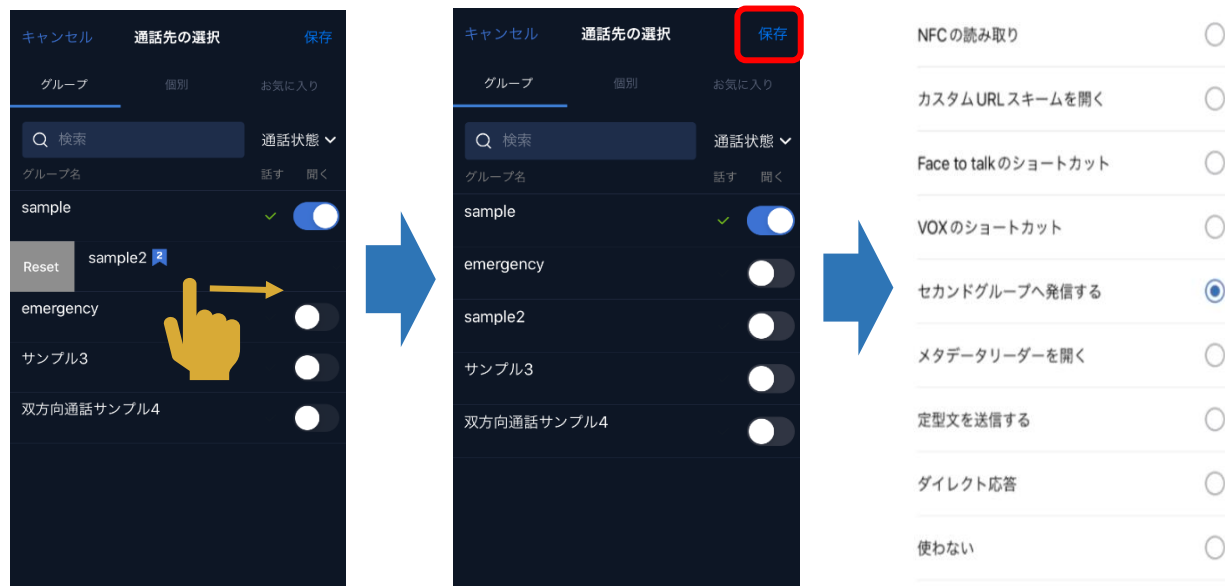 キャンセル 通話先の選択 保存
グループ 個別 お気に入り
検索 通話状態
グループ名 話す 聞く
sample
Reset sample2 2
emergency
サンプル3
双方向通話サンプル4
キャンセル 通話先の選択 保存
グループ 個別 お気に入り
検索 通話状態
グループ名 話す 聞く
sample
emergency
sample2
サンプル3
双方向通話サンプル4
NFCの読み取り
カスタムURLスキームを開く
Face to talkのショートカット
VOXのショートカット
セカンドグループへ発信する
メタデータリーダーを開く
定型文を送信する
ダイレクト応答
使わない